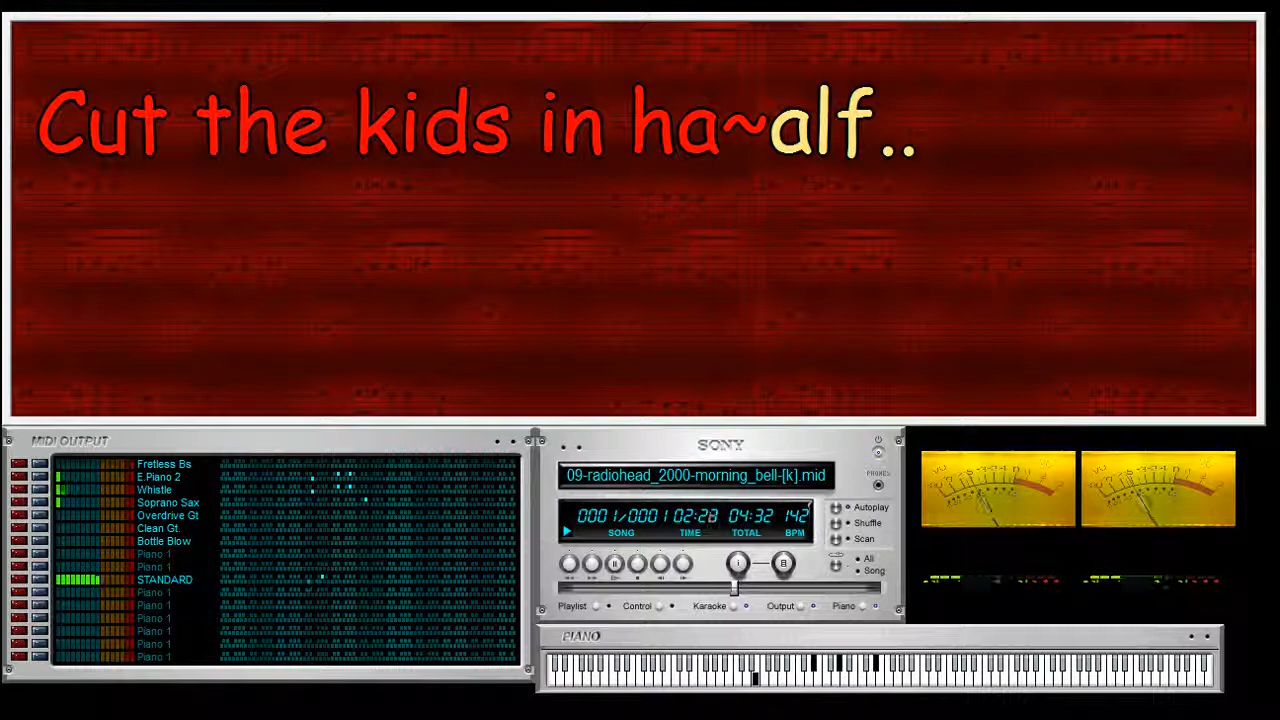 Cut the kids in ha~alf..
MIDI OUTPUT
Fretless Bs
E.Piano 2
Whistle
Soprano Sax
Overdrive Gt
Clean Gt.
Bottle Blow
Piano 1
Piano 1
STANDARD
Piano 1
Piano 1
Piano 1
Piano 1
Piano 1
Piano 1
SONY
09-radiohead_2000-morning_bell-[k].mid
PHONES
0001/0001 02:28 04:32 142
SONG TIME TOTAL BPM
Autoplay
Shuffle
Scan
All
Song
Playlist Control Karaoke Output Piano
PIANO